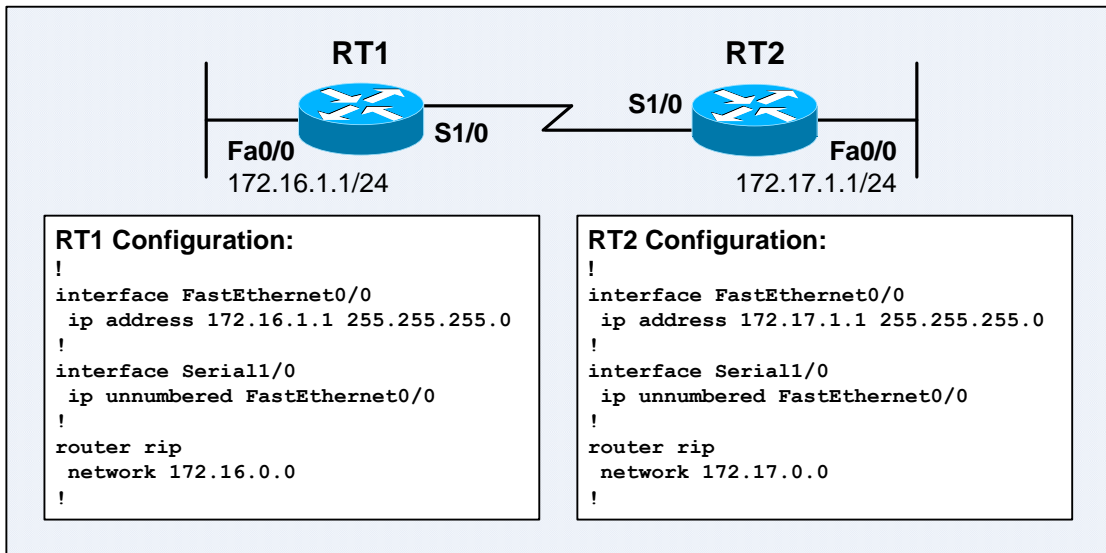 RT1
RT2
S1/0
S1/0
Fa0/0
172.16.1.1/24
Fa0/0
172.17.1.1/24
RT1 Configuration:
!
interface FastEthernet0/0
 ip address 172.16.1.1 255.255.255.0
!
interface Serial1/0
 ip unnumbered FastEthernet0/0
!
router rip
 network 172.16.0.0
!
RT2 Configuration:
!
interface FastEthernet0/0
 ip address 172.17.1.1 255.255.255.0
!
interface Serial1/0
 ip unnumbered FastEthernet0/0
!
router rip
 network 172.17.0.0
!